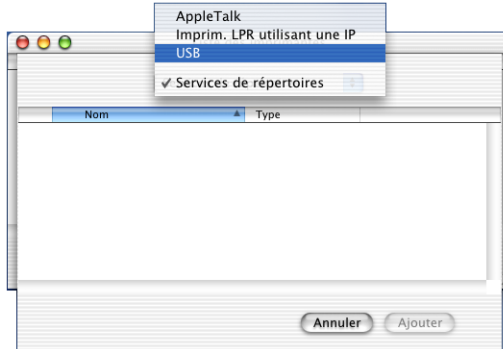 AppleTalk
Imprim. LPR utilisant une IP
USB
✓ Services de répertoires
Nom Type
Annuler Ajouter